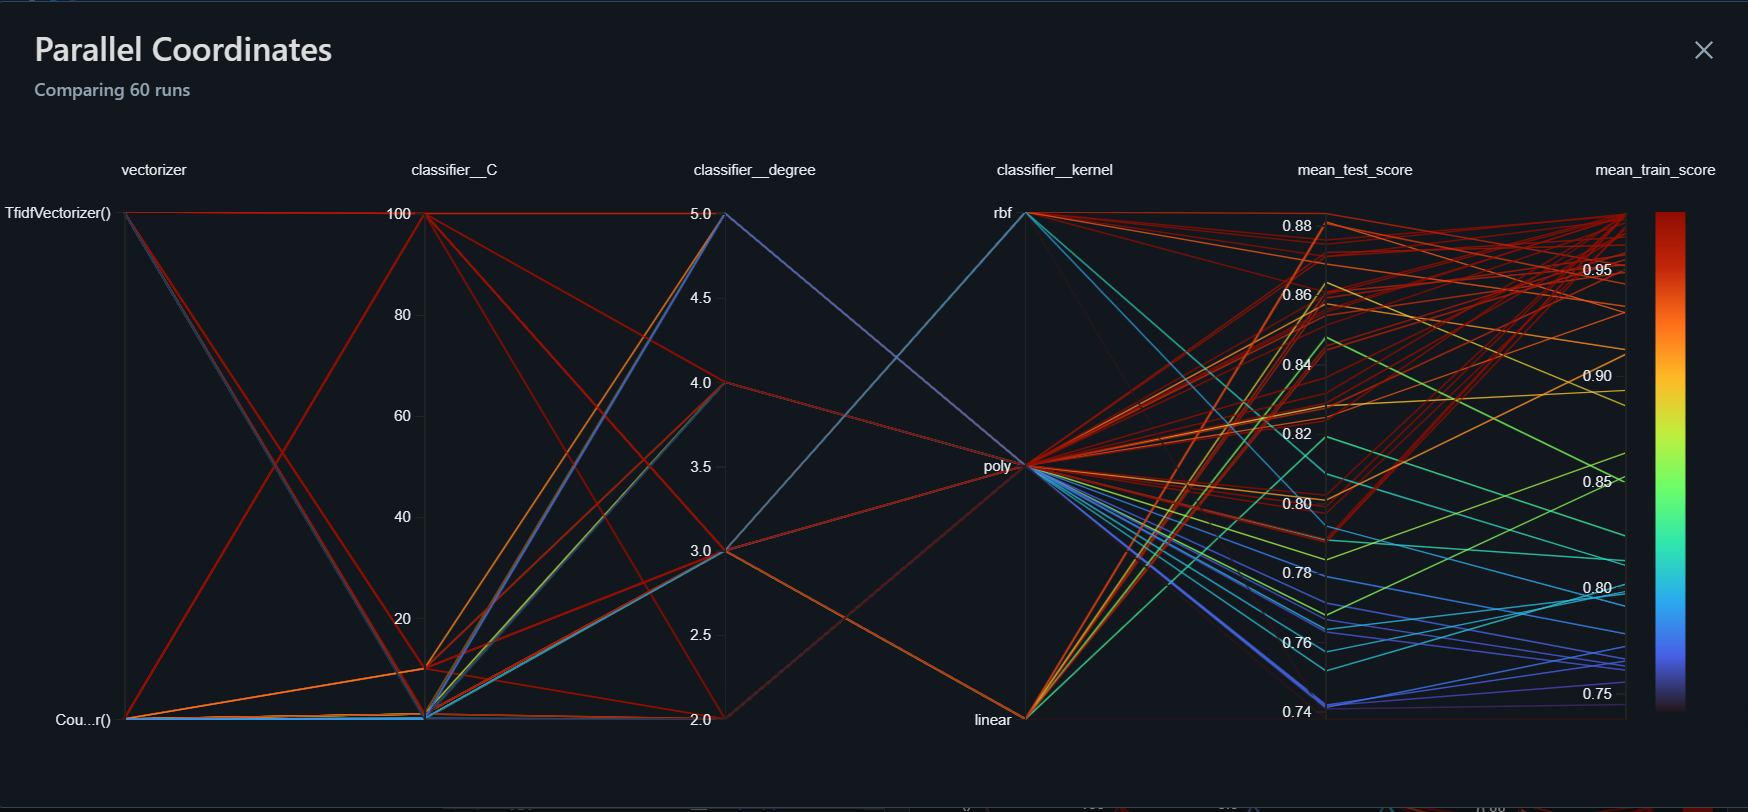 Parallel Coordinates
Comparing 60 runs
vectorizer
classifier__C
classifier__degree
classifier__kernel
mean_test_score
mean_train_score
TfidfVectorizer()
Cou...r()
100
80
60
40
20
5.0
4.5
4.0
3.5
3.0
2.5
2.0
rbf
poly
linear
0.88
0.86
0.84
0.82
0.80
0.78
0.76
0.74
0.95
0.90
0.85
0.80
0.75